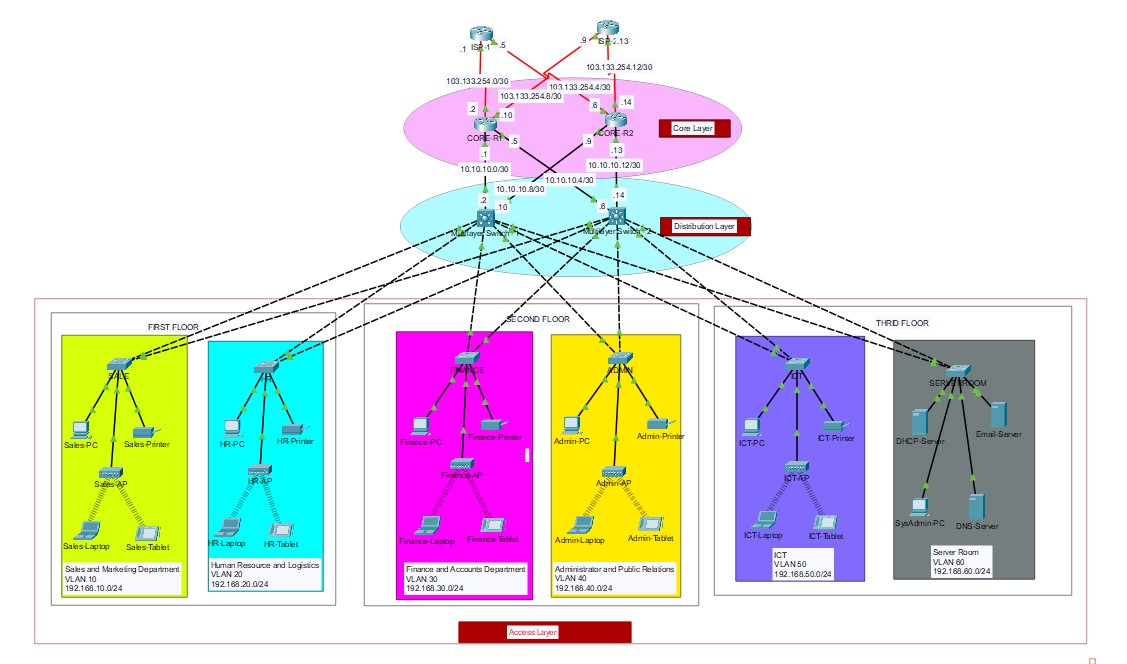 ISP-1
.1
.5
.9
ISP-2.13
103.133.254.0/30
103.133.254.12/30
103.133.254.4/30
103.133.254.8/30
.2
.10
.6
.14
CORE-R1
CORE-R2
Core Layer
.1
.5
.9
.13
10.10.10.0/30
10.10.10.12/30
10.10.10.4/30
10.10.10.8/30
.2
.10
.6
.14
Multilayer Switch
Multilayer Switch
Distribution Layer
FIRST FLOOR
SECOND FLOOR
THRID FLOOR
SALE
Sales-PC
Sales-Printer
Sales-AP
Sales-Laptop
Sales-Tablet
Sales and Marketing Department
VLAN 10
192.168.10.0/24
HR
HR-PC
HR-Printer
HR-AP
HR-Laptop
HR-Tablet
Human Resource and Logistics
VLAN 20
192.168.20.0/24
FINANCE
Finance-PC
Finance-Printer
Finance-AP
Finance-Laptop
Finance-Tablet
Finance and Accounts Department
VLAN 30
192.168.30.0/24
ADMIN
Admin-PC
Admin-Printer
Admin-AP
Admin-Laptop
Admin-Tablet
Administrator and Public Relations
VLAN 40
192.168.40.0/24
ICT
ICT-PC
ICT-Printer
ICT-AP
ICT-Laptop
ICT-Tablet
ICT
VLAN 50
192.168.50.0/24
SERVERROOM
DHCP-Server
Email-Server
SysAdmin-PC
DNS-Server
Server Room
VLAN 60
192.168.60.0/24
Access Layer